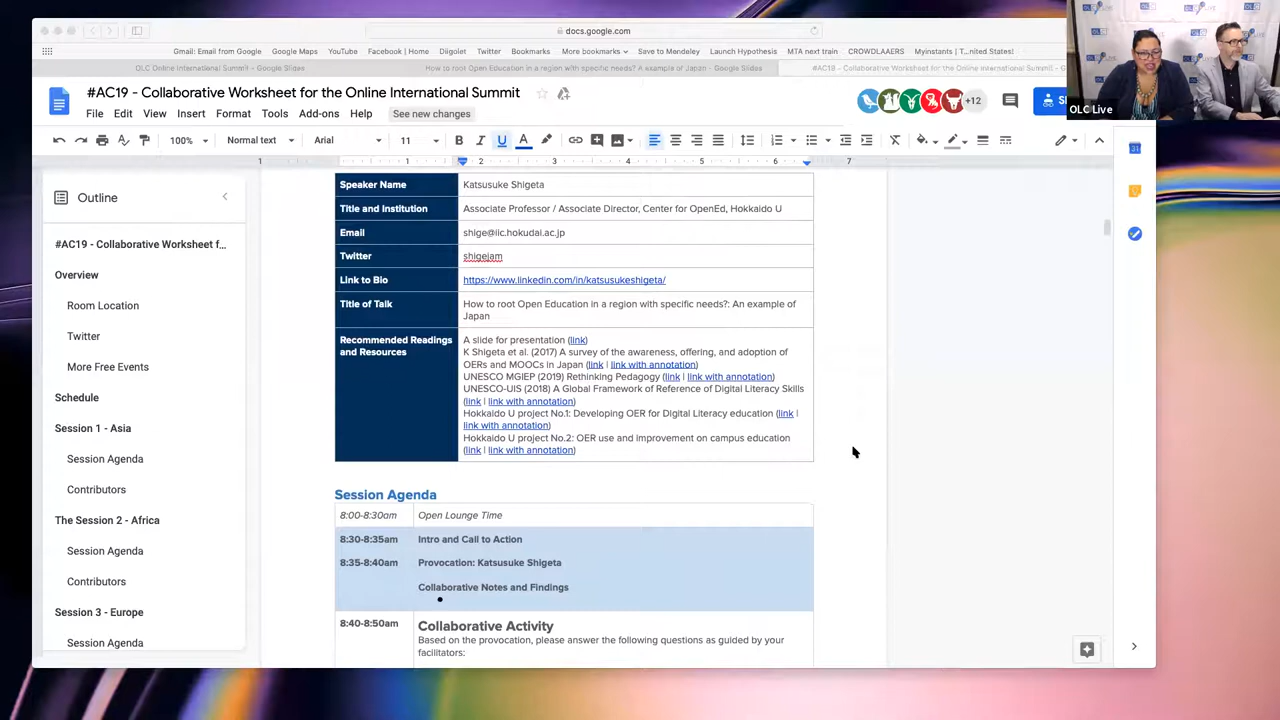 docs.google.com
Gmail: Email from Google Google Maps YouTube Facebook | Home Diigolet Twitter Bookmarks More bookmarks Save to Mendeley Launch Hypothesis MTA next train CROWDLAAERS Myinstants | T...nited States!
OLC Online International Summit - Google Slides
How to root Open Education in a region with specific needs? A example of Japan - Google Slides
#AC19 - Collaborative Worksheet for the Online International Summit -
#AC19 - Collaborative Worksheet for the Online International Summit
+12
OLC Live
File Edit View Insert Format Tools Add-ons Help See new changes
100% Normal text Arial 11
1 1 2 3 4 5 6 7
Outline
#AC19 - Collaborative Worksheet f...
Overview
Room Location
Twitter
More Free Events
Schedule
Session 1 - Asia
Session Agenda
Contributors
The Session 2 - Africa
Session Agenda
Contributors
Session 3 - Europe
Session Agenda
Speaker Name Katsusuke Shigeta
Title and Institution Associate Professor / Associate Director, Center for OpenEd, Hokkaido U
Email shige@iic.hokudai.ac.jp
Twitter shigejam
Link to Bio https://www.linkedin.com/in/katsusukeshigeta/
Title of Talk How to root Open Education in a region with specific needs?: An example of
Japan
Recommended Readings A slide for presentation (link)
and Resources K Shigeta et al. (2017) A survey of the awareness, offering, and adoption of
OERs and MOOCs in Japan (link | link with annotation)
UNESCO MGIEP (2019) Rethinking Pedagogy (link | link with annotation)
UNESCO-UIS (2018) A Global Framework of Reference of Digital Literacy Skills
(link | link with annotation)
Hokkaido U project No.1: Developing OER for Digital Literacy education (link |
link with annotation)
Hokkaido U project No.2: OER use and improvement on campus education
(link | link with annotation)
Session Agenda
8:00-8:30am Open Lounge Time
8:30-8:35am Intro and Call to Action
8:35-8:40am Provocation: Katsusuke Shigeta
Collaborative Notes and Findings
8:40-8:50am Collaborative Activity
Based on the provocation, please answer the following questions as guided by your
facilitators: